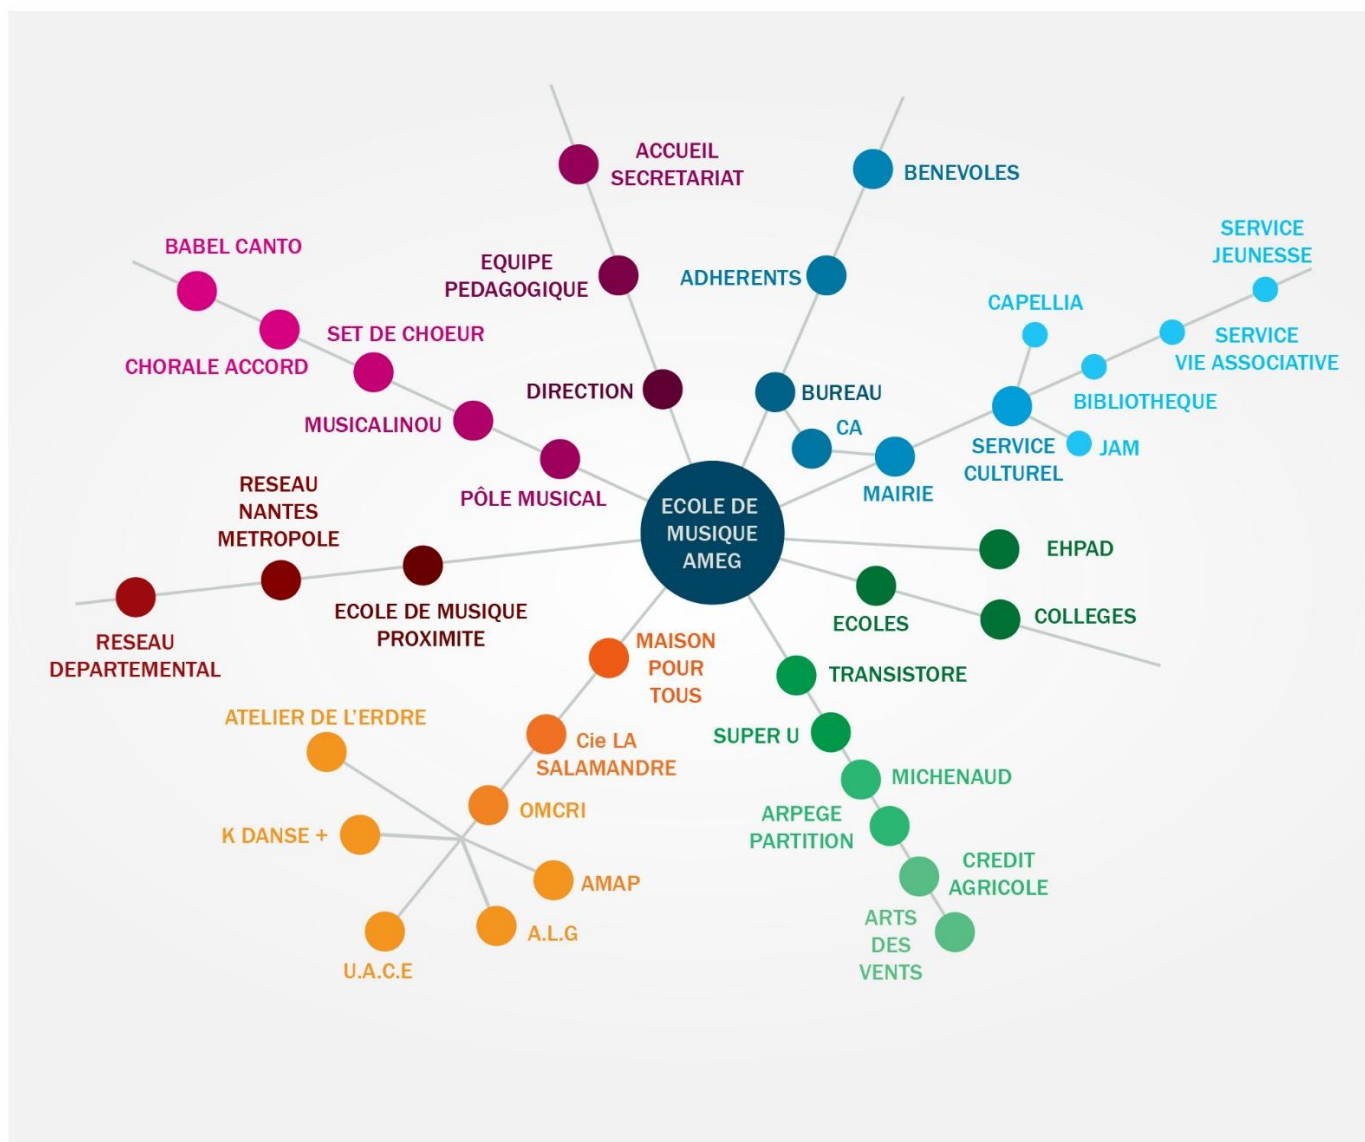 ACCUEIL
SECRETARIAT
BENEVOLES
EQUIPE
PEDAGOGIQUE
ADHERENTS
DIRECTION
BUREAU
CA
MAIRIE
SERVICE
JEUNESSE
CAPELLIA
SERVICE
VIE ASSOCIATIVE
BIBLIOTHEQUE
SERVICE
CULTUREL
JAM
BABEL CANTO
SET DE CHOEUR
CHORALE ACCORD
MUSICALINOU
PÔLE MUSICAL
ECOLE DE
MUSIQUE
AMEG
RESEAU
NANTES
METROPOLE
ECOLE DE MUSIQUE
PROXIMITE
RESEAU
DEPARTEMENTAL
EHPAD
ECOLES
COLLEGES
MAISON
POUR
TOUS
Cie LA
SALAMANDRE
OMCRI
ATELIER DE L'ERDRE
K DANSE +
AMAP
A.L.G
U.A.C.E
TRANSISTORE
SUPER U
MICHENAUD
ARPEGE
PARTITION
CREDIT
AGRICOLE
ARTS
DES
VENTS